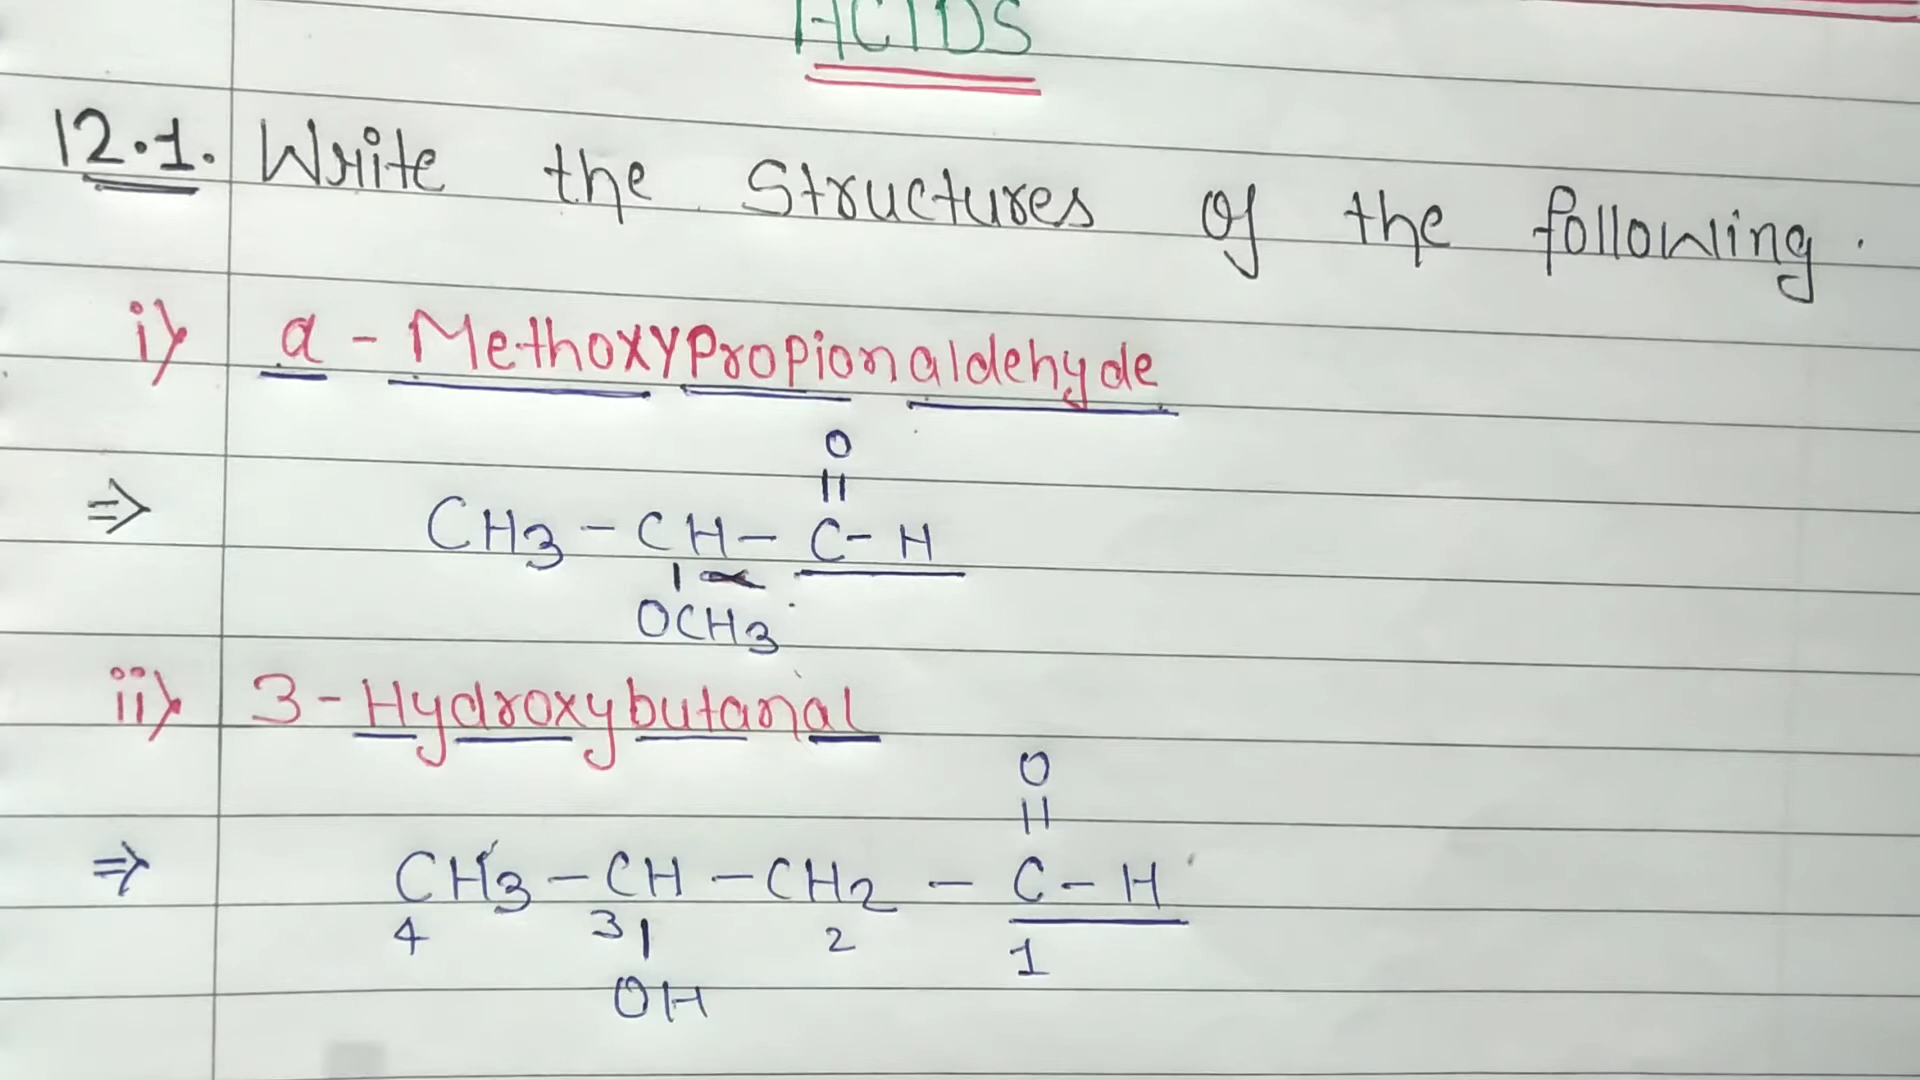 ACIDS
12.1. Write the Structures of the following.
i) α - Methoxypropionaldehyde
O
||
⇒ CH3 - CH - C - H
| α
OCH3
ii) 3 - Hydroxybutanal
O
||
⇒ CH3 - CH - CH2 - C - H
4 3 | 2 1
OH